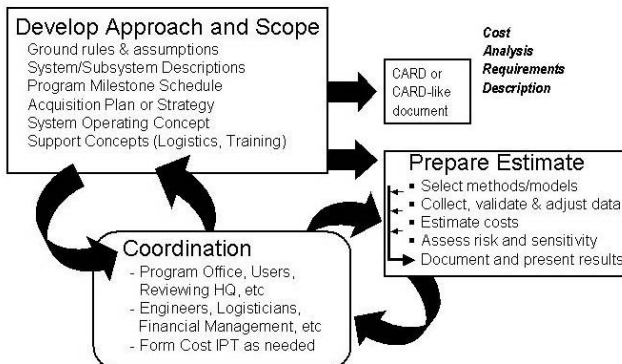 Develop Approach and Scope
Ground rules & assumptions
System/Subsystem Descriptions
Program Milestone Schedule
Acquisition Plan or Strategy
System Operating Concept
Support Concepts (Logistics, Training)
CARD or
CARD-like
document
Cost
Analysis
Requirements
Description
Prepare Estimate
▪ Select methods/models
▪ Collect, validate & adjust data
▪ Estimate costs
▪ Assess risk and sensitivity
▪ Document and present results
Coordination
- Program Office, Users,
Reviewing HQ, etc
- Engineers, Logisticians,
Financial Management, etc
- Form Cost IPT as needed